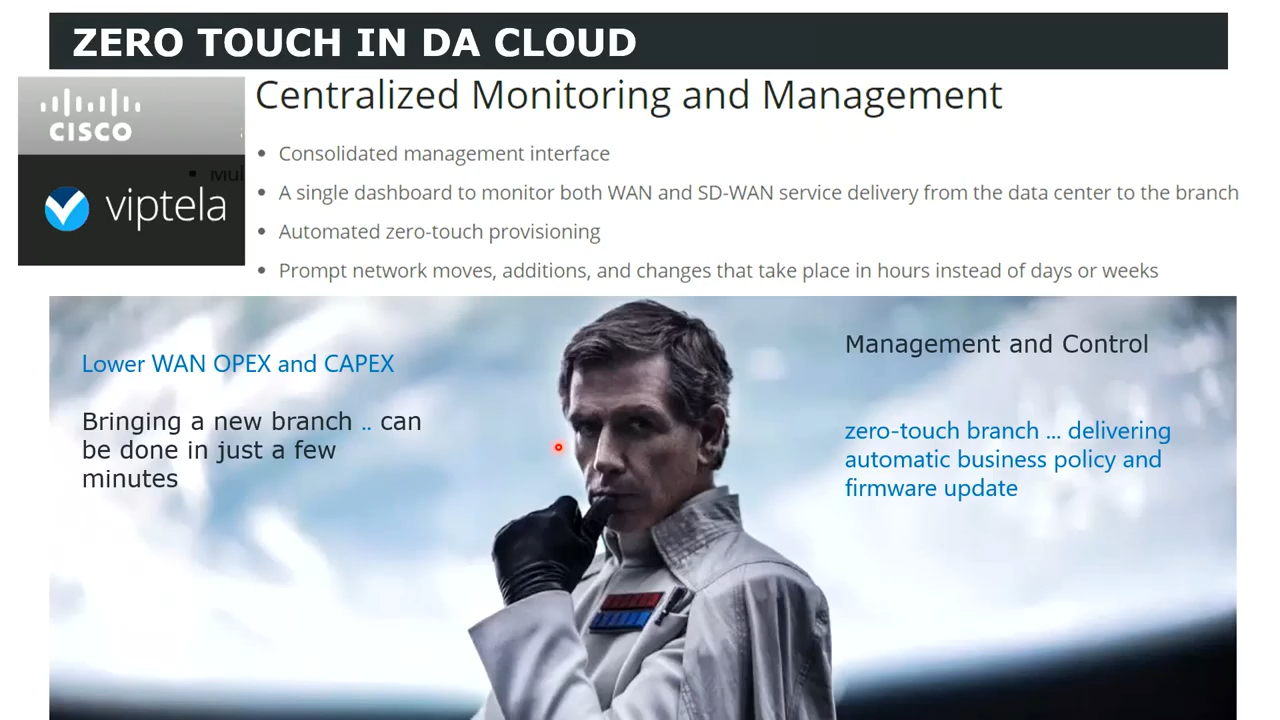 ZERO TOUCH IN DA CLOUD
CISCO
viptela
Centralized Monitoring and Management
• Consolidated management interface
• A single dashboard to monitor both WAN and SD-WAN service delivery from the data center to the branch
• Automated zero-touch provisioning
• Prompt network moves, additions, and changes that take place in hours instead of days or weeks
Lower WAN OPEX and CAPEX
Bringing a new branch .. can
be done in just a few
minutes
Management and Control
zero-touch branch ... delivering
automatic business policy and
firmware update